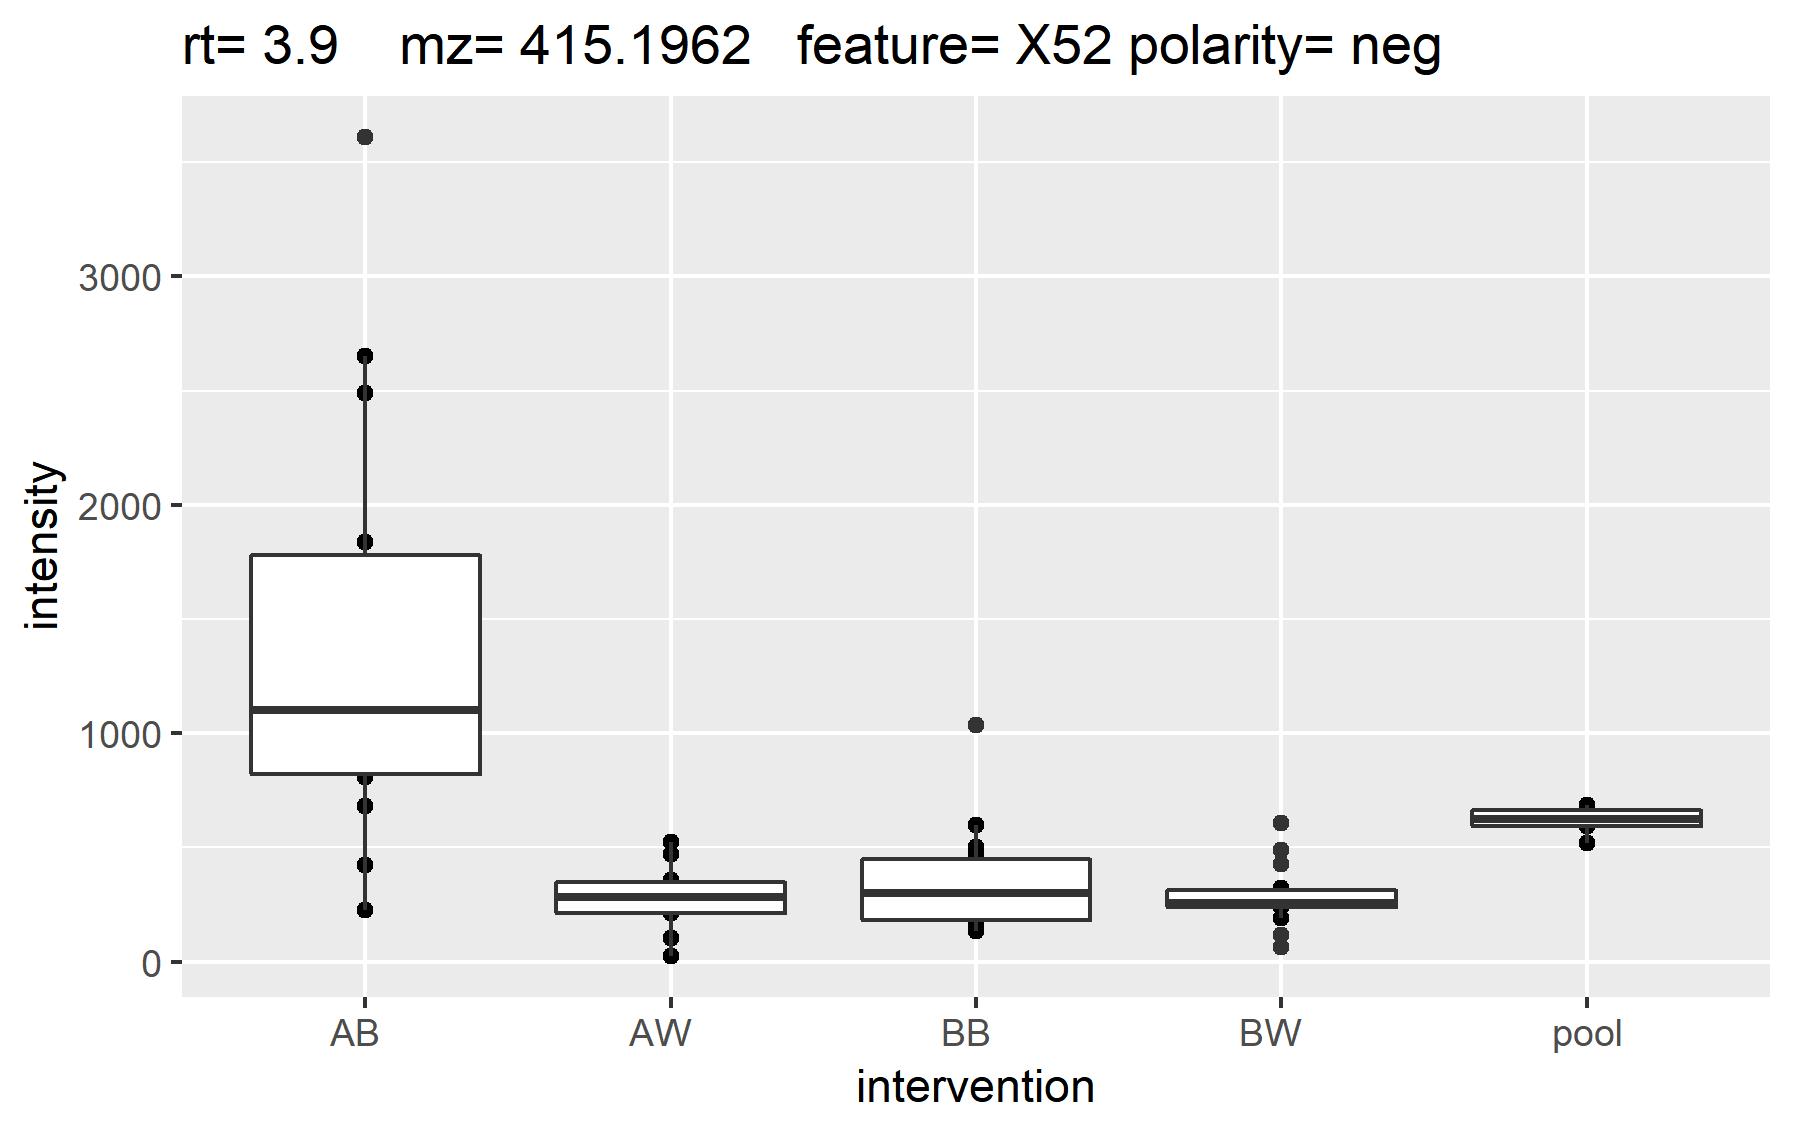 rt= 3.9 mz= 415.1962 feature= X52 polarity= neg
intensity
3000
2000
1000
0
AB AW BB BW pool
intervention